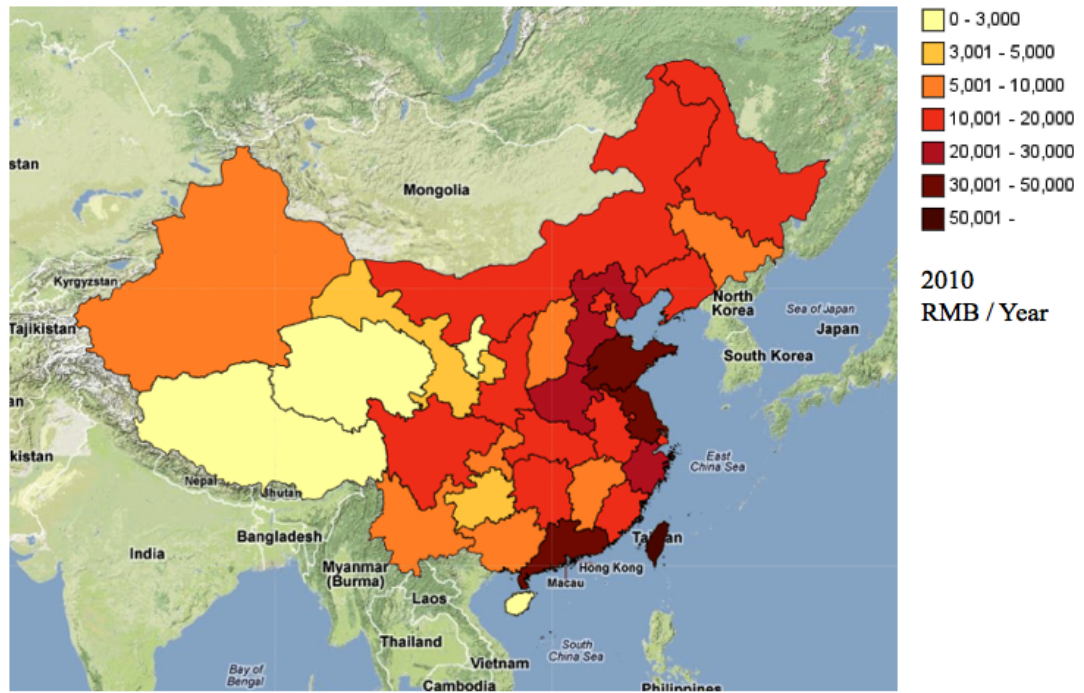 0 - 3,000
3,001 - 5,000
5,001 - 10,000
10,001 - 20,000
20,001 - 30,000
30,001 - 50,000
50,001 -
2010
RMB / Year
stan
Mongolia
Kyrgyzstan
Tajikistan
North
Korea
Sea of Japan
Japan
South Korea
an
kistan
East
China Sea
Nepal
Bhutan
Bangladesh
India
Myanmar
(Burma)
Taiwan
Hong Kong
Macau
Laos
Thailand
Vietnam
South
China Sea
Bay of
Bengal
Cambodia
Philippines